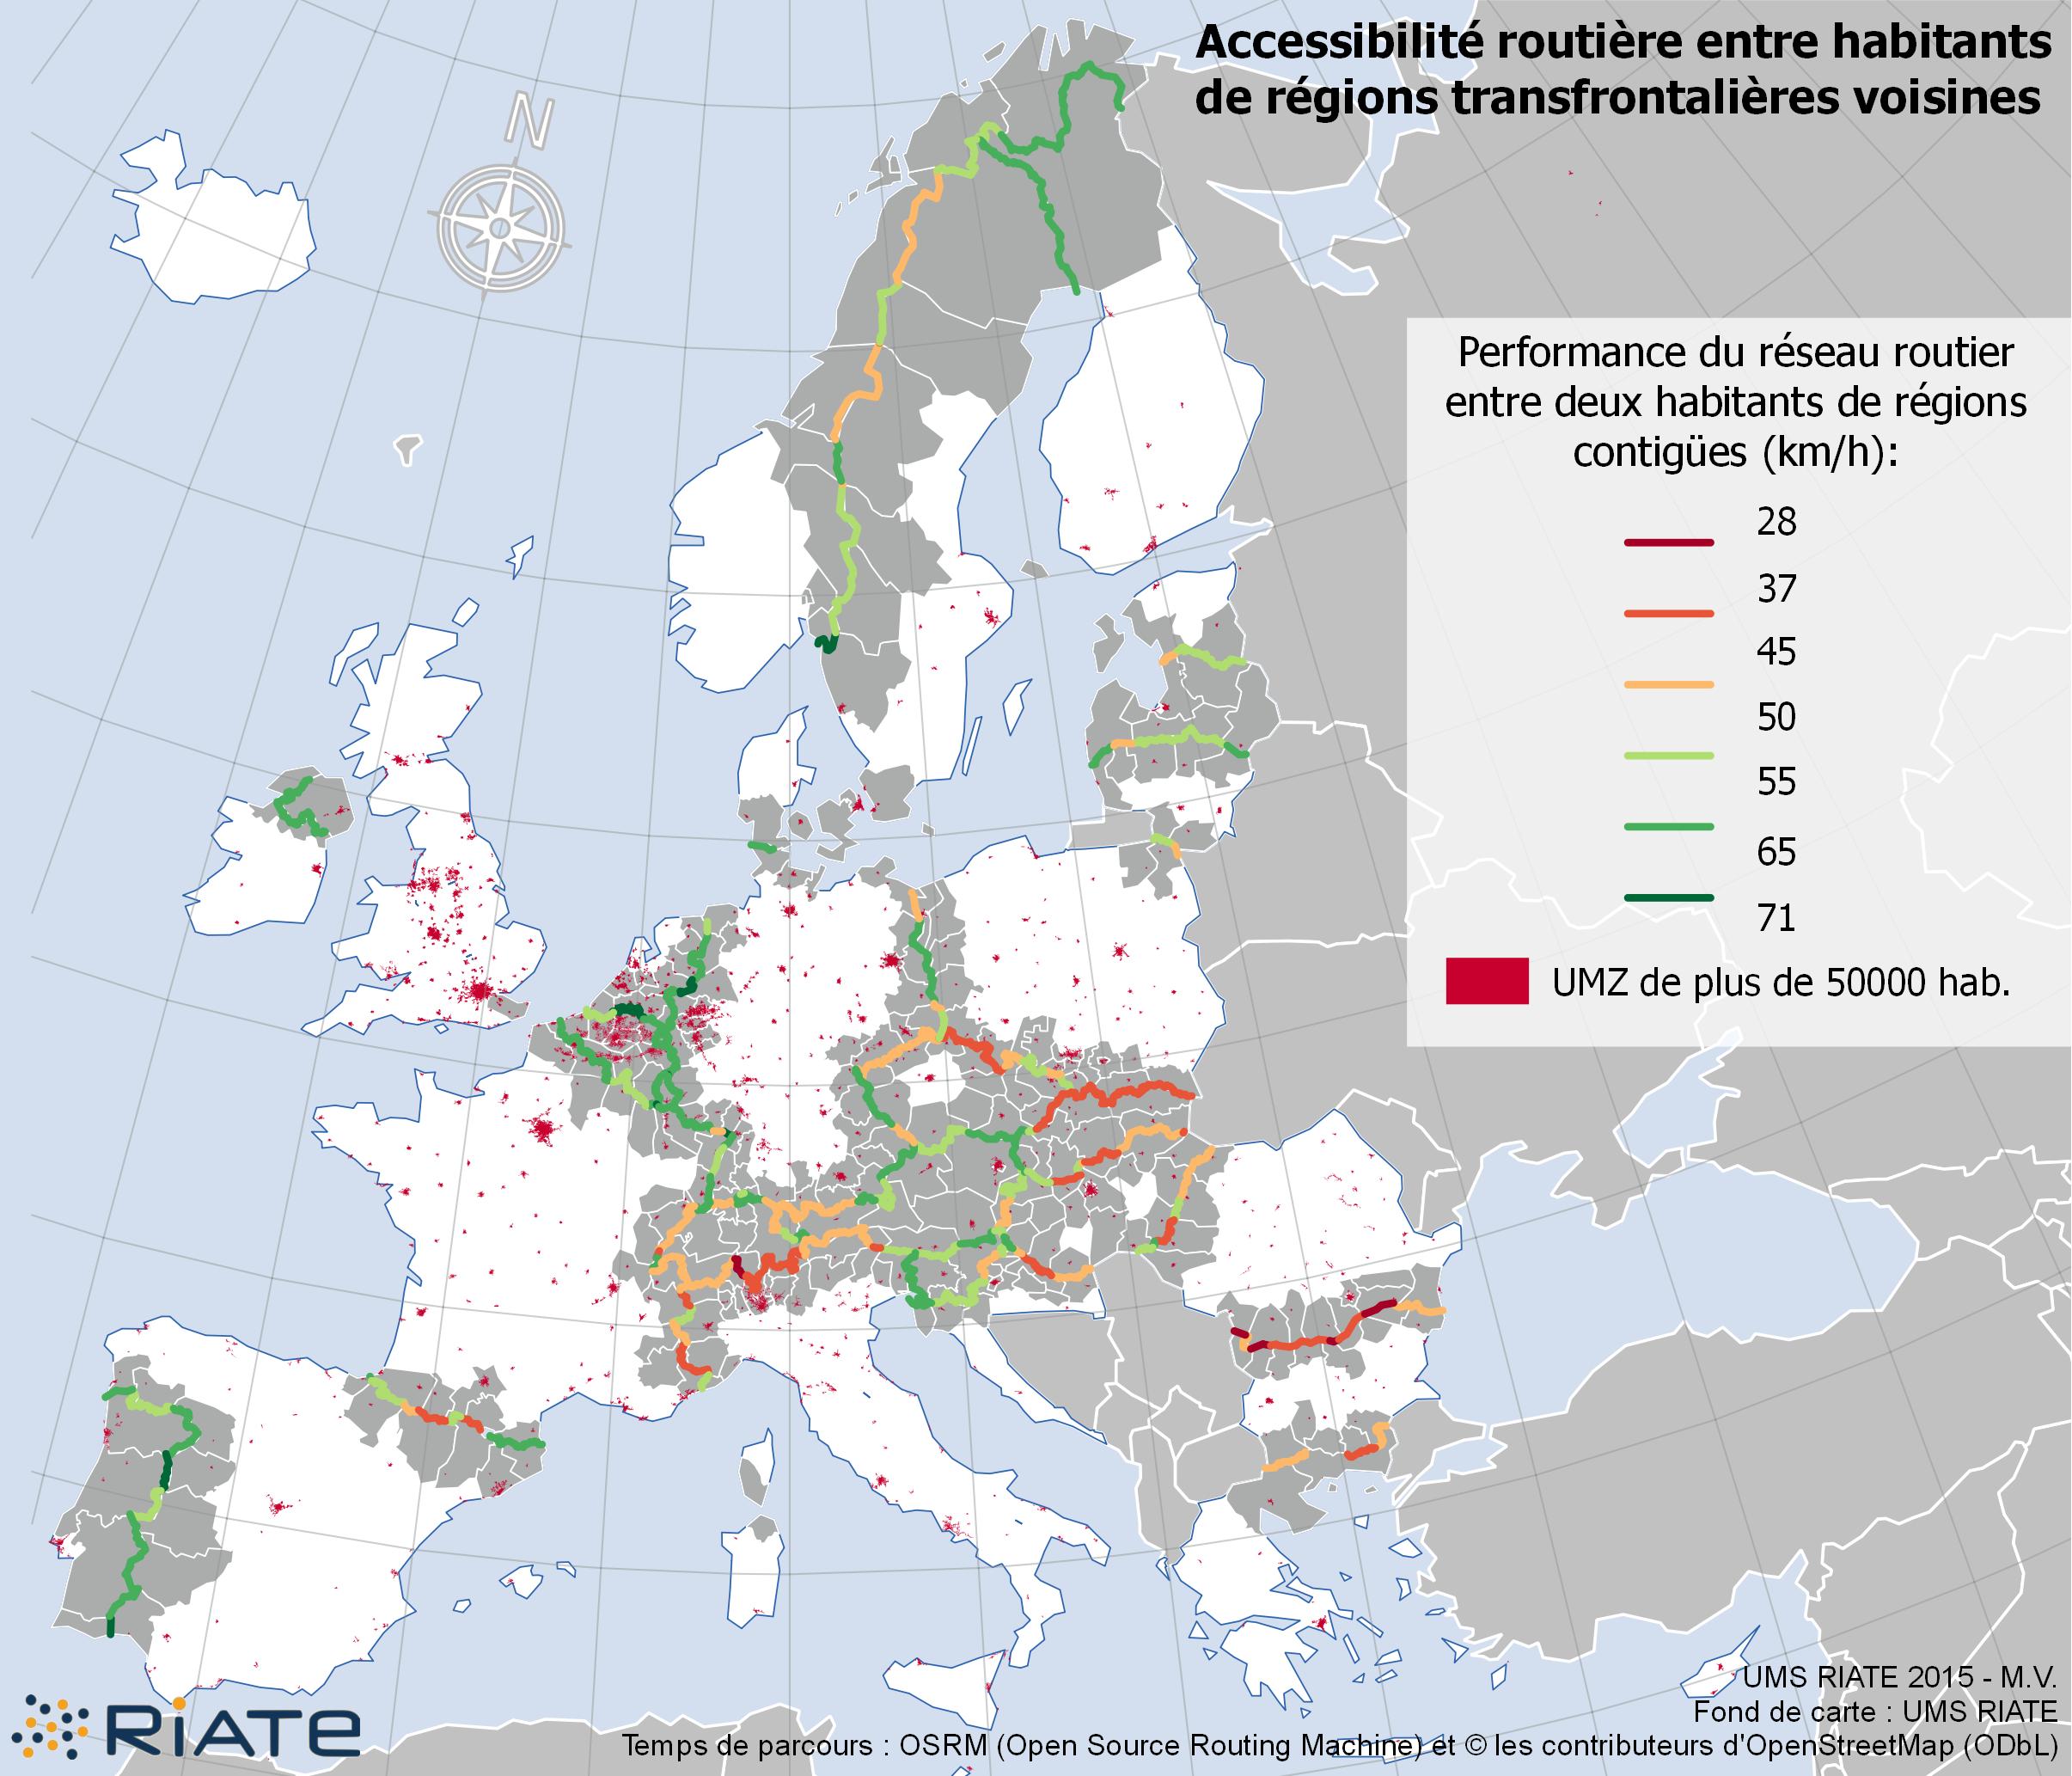 Accessibilité routière entre habitants
de régions transfrontalières voisines
N
Performance du réseau routier
entre deux habitants de régions
contigües (km/h):
28
37
45
50
55
65
71
UMZ de plus de 50000 hab.
RiATE
UMS RIATE 2015 - M.V.
Fond de carte : UMS RIATE
Temps de parcours : OSRM (Open Source Routing Machine) et © les contributeurs d'OpenStreetMap (ODbL)